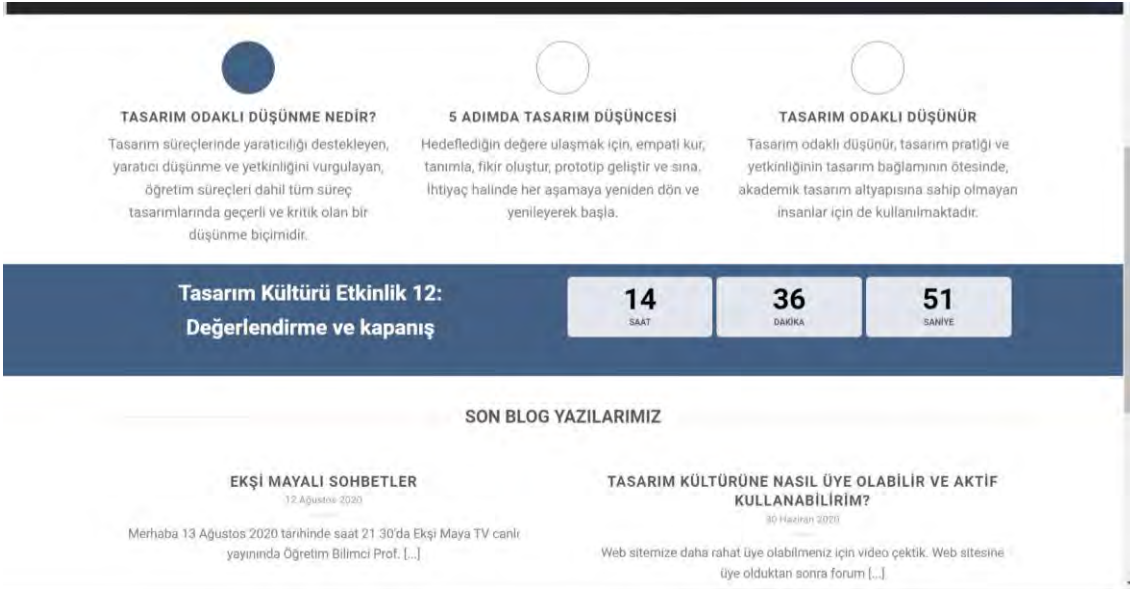 TASARIM ODAKLI DÜŞÜNME NEDİR?
Tasarım süreçlerinde yaratıcılığı destekleyen,
yaratıcı düşünme ve yetkinliğini vurgulayan,
öğretim süreçleri dahil tüm süreç
tasarımlarında geçerli ve kritik olan bir
düşünme biçimidir.
5 ADIMDA TASARIM DÜŞÜNCESİ
Hedeflediğin değere ulaşmak için, empati kur,
tanımla, fikir oluştur, prototip geliştir ve sına.
İhtiyaç halinde her aşamaya yeniden dön ve
yenileyerek başla.
TASARIM ODAKLI DÜŞÜNÜR
Tasarım odaklı düşünür, tasarım pratiği ve
yetkinliğinin tasarım bağlamının ötesinde,
akademik tasarım altyapısına sahip olmayan
insanlar için de kullanılmaktadır.
Tasarım Kültürü Etkinlik 12:
Değerlendirme ve kapanış
14
SAAT
36
DAKİKA
51
SANİYE
SON BLOG YAZILARIMIZ
EKŞİ MAYALI SOHBETLER
12 Ağustos 2020
Merhaba 13 Ağustos 2020 tarihinde saat 21 30'da Ekşi Maya TV canlı
yayınında Öğretim Bilimci Prof. [...]
TASARIM KÜLTÜRÜNE NASIL ÜYE OLABİLİR VE AKTİF
KULLANABİLİRİM?
30 Haziran 2020
Web sitemize daha rahat üye olabilmeniz için video çektik. Web sitesine
üye olduktan sonra forum [...]